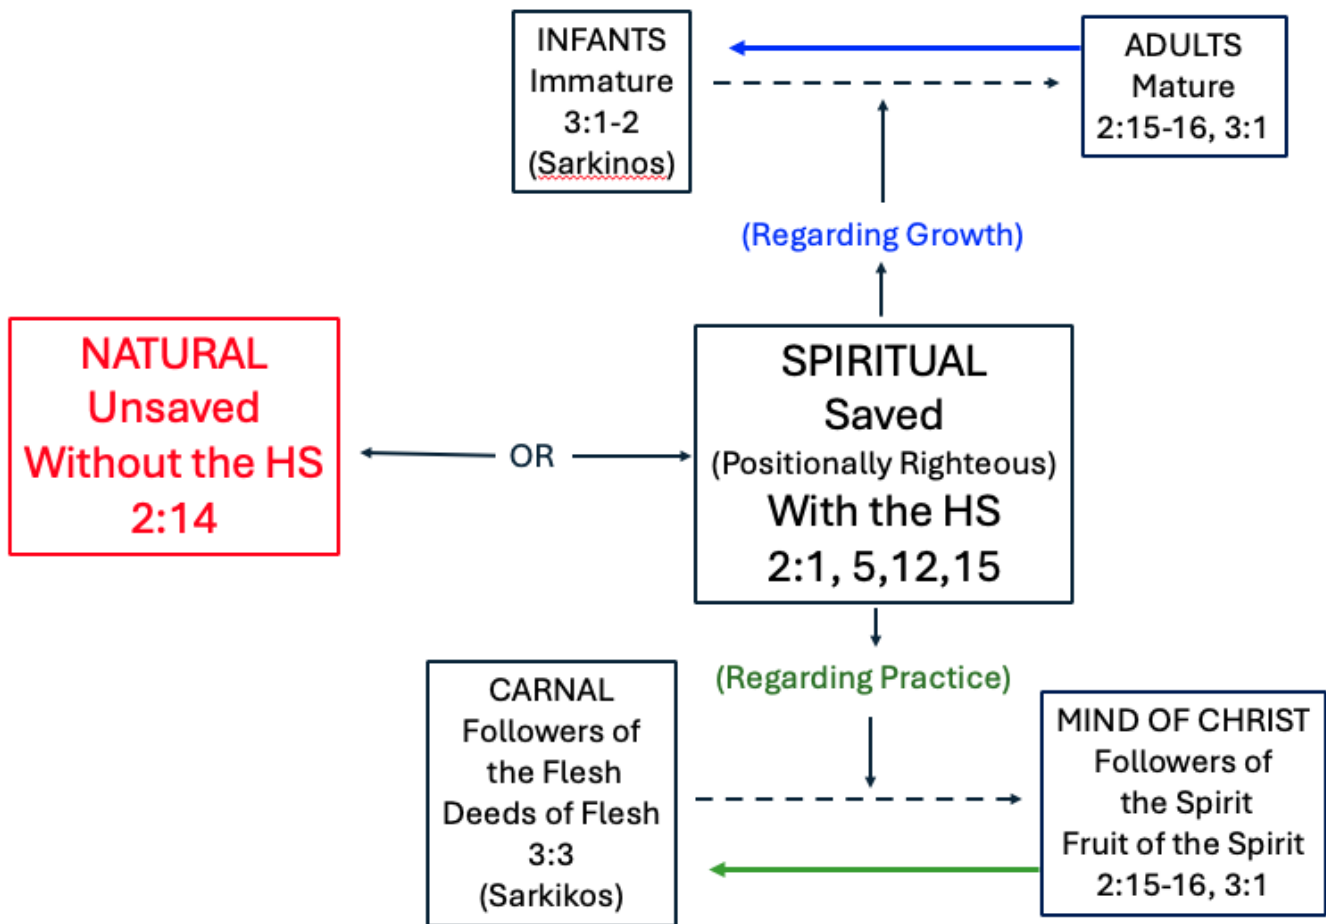 INFANTS
Immature
3:1-2
(Sarkinos)
ADULTS
Mature
2:15-16, 3:1
(Regarding Growth)
NATURAL
Unsaved
Without the HS
2:14
OR
SPIRITUAL
Saved
(Positionally Righteous)
With the HS
2:1, 5,12,15
(Regarding Practice)
CARNAL
Followers of
the Flesh
Deeds of Flesh
3:3
(Sarkikos)
MIND OF CHRIST
Followers of
the Spirit
Fruit of the Spirit
2:15-16, 3:1